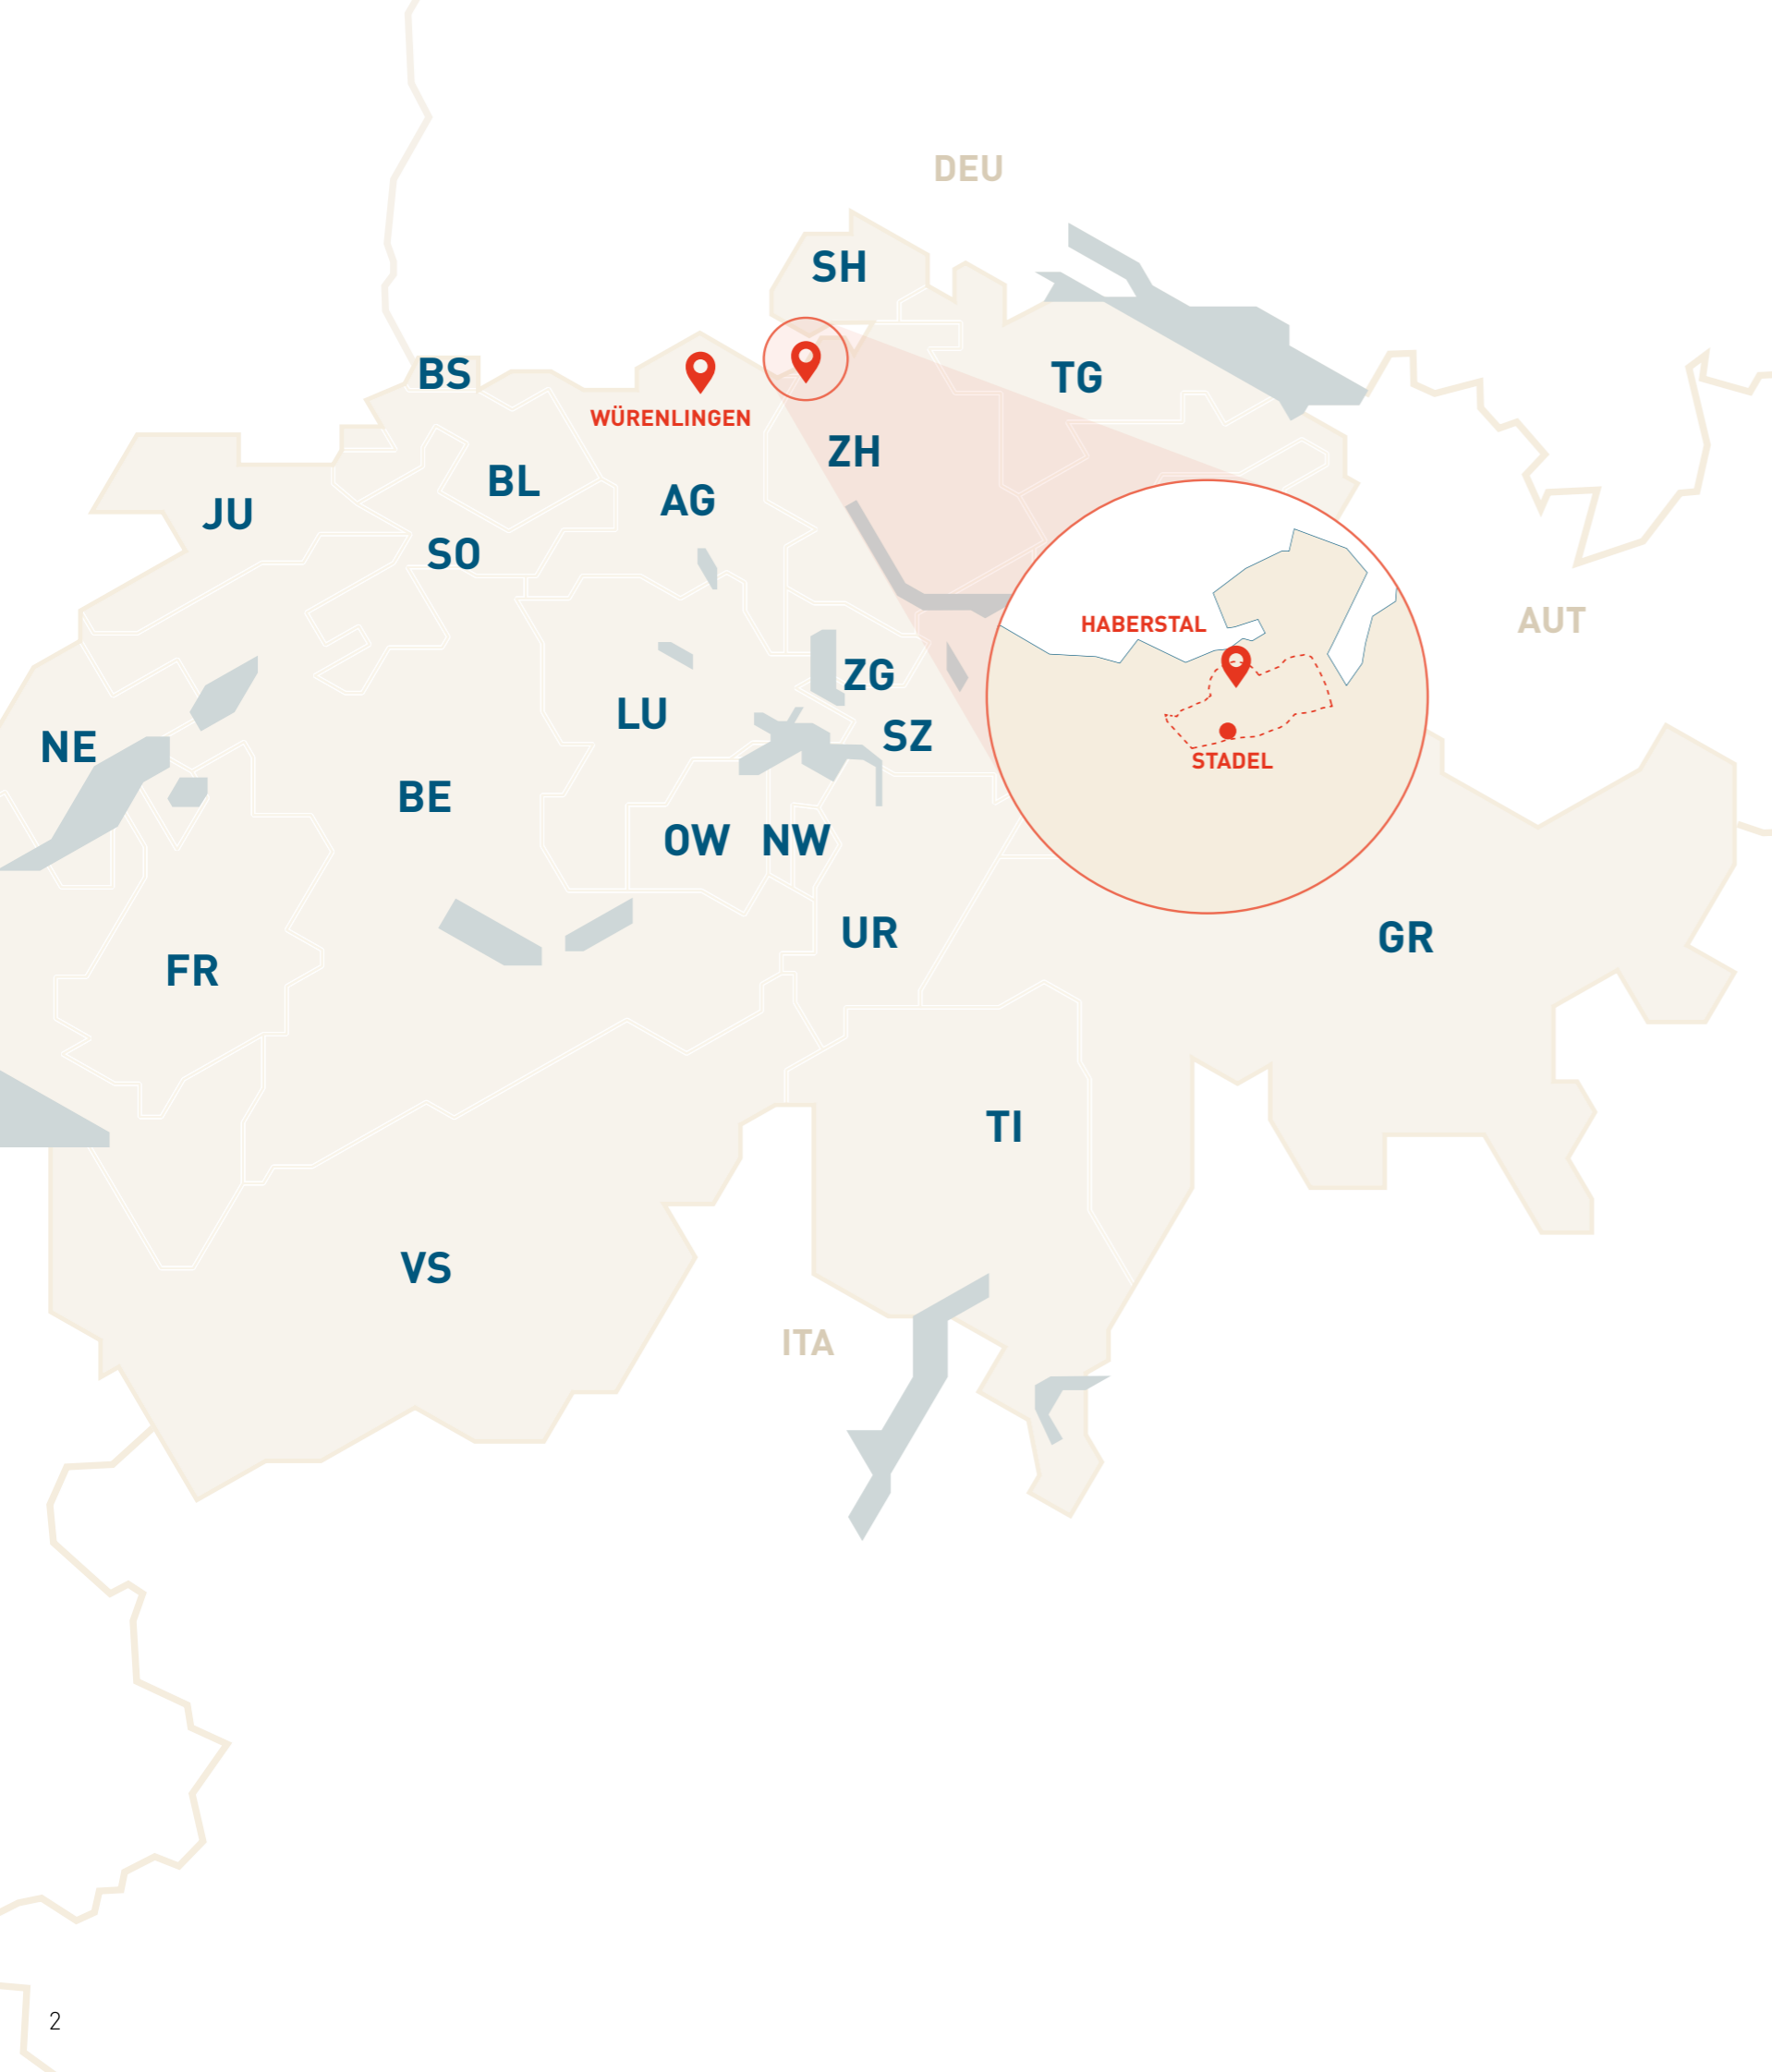 DEU
SH
BS
TG
WÜRENLINGEN
ZH
BL
AG
JU
SO
HABERSTAL
AUT
ZG
LU
SZ
NE
STADEL
BE
OW
NW
UR
GR
FR
TI
VS
ITA
2